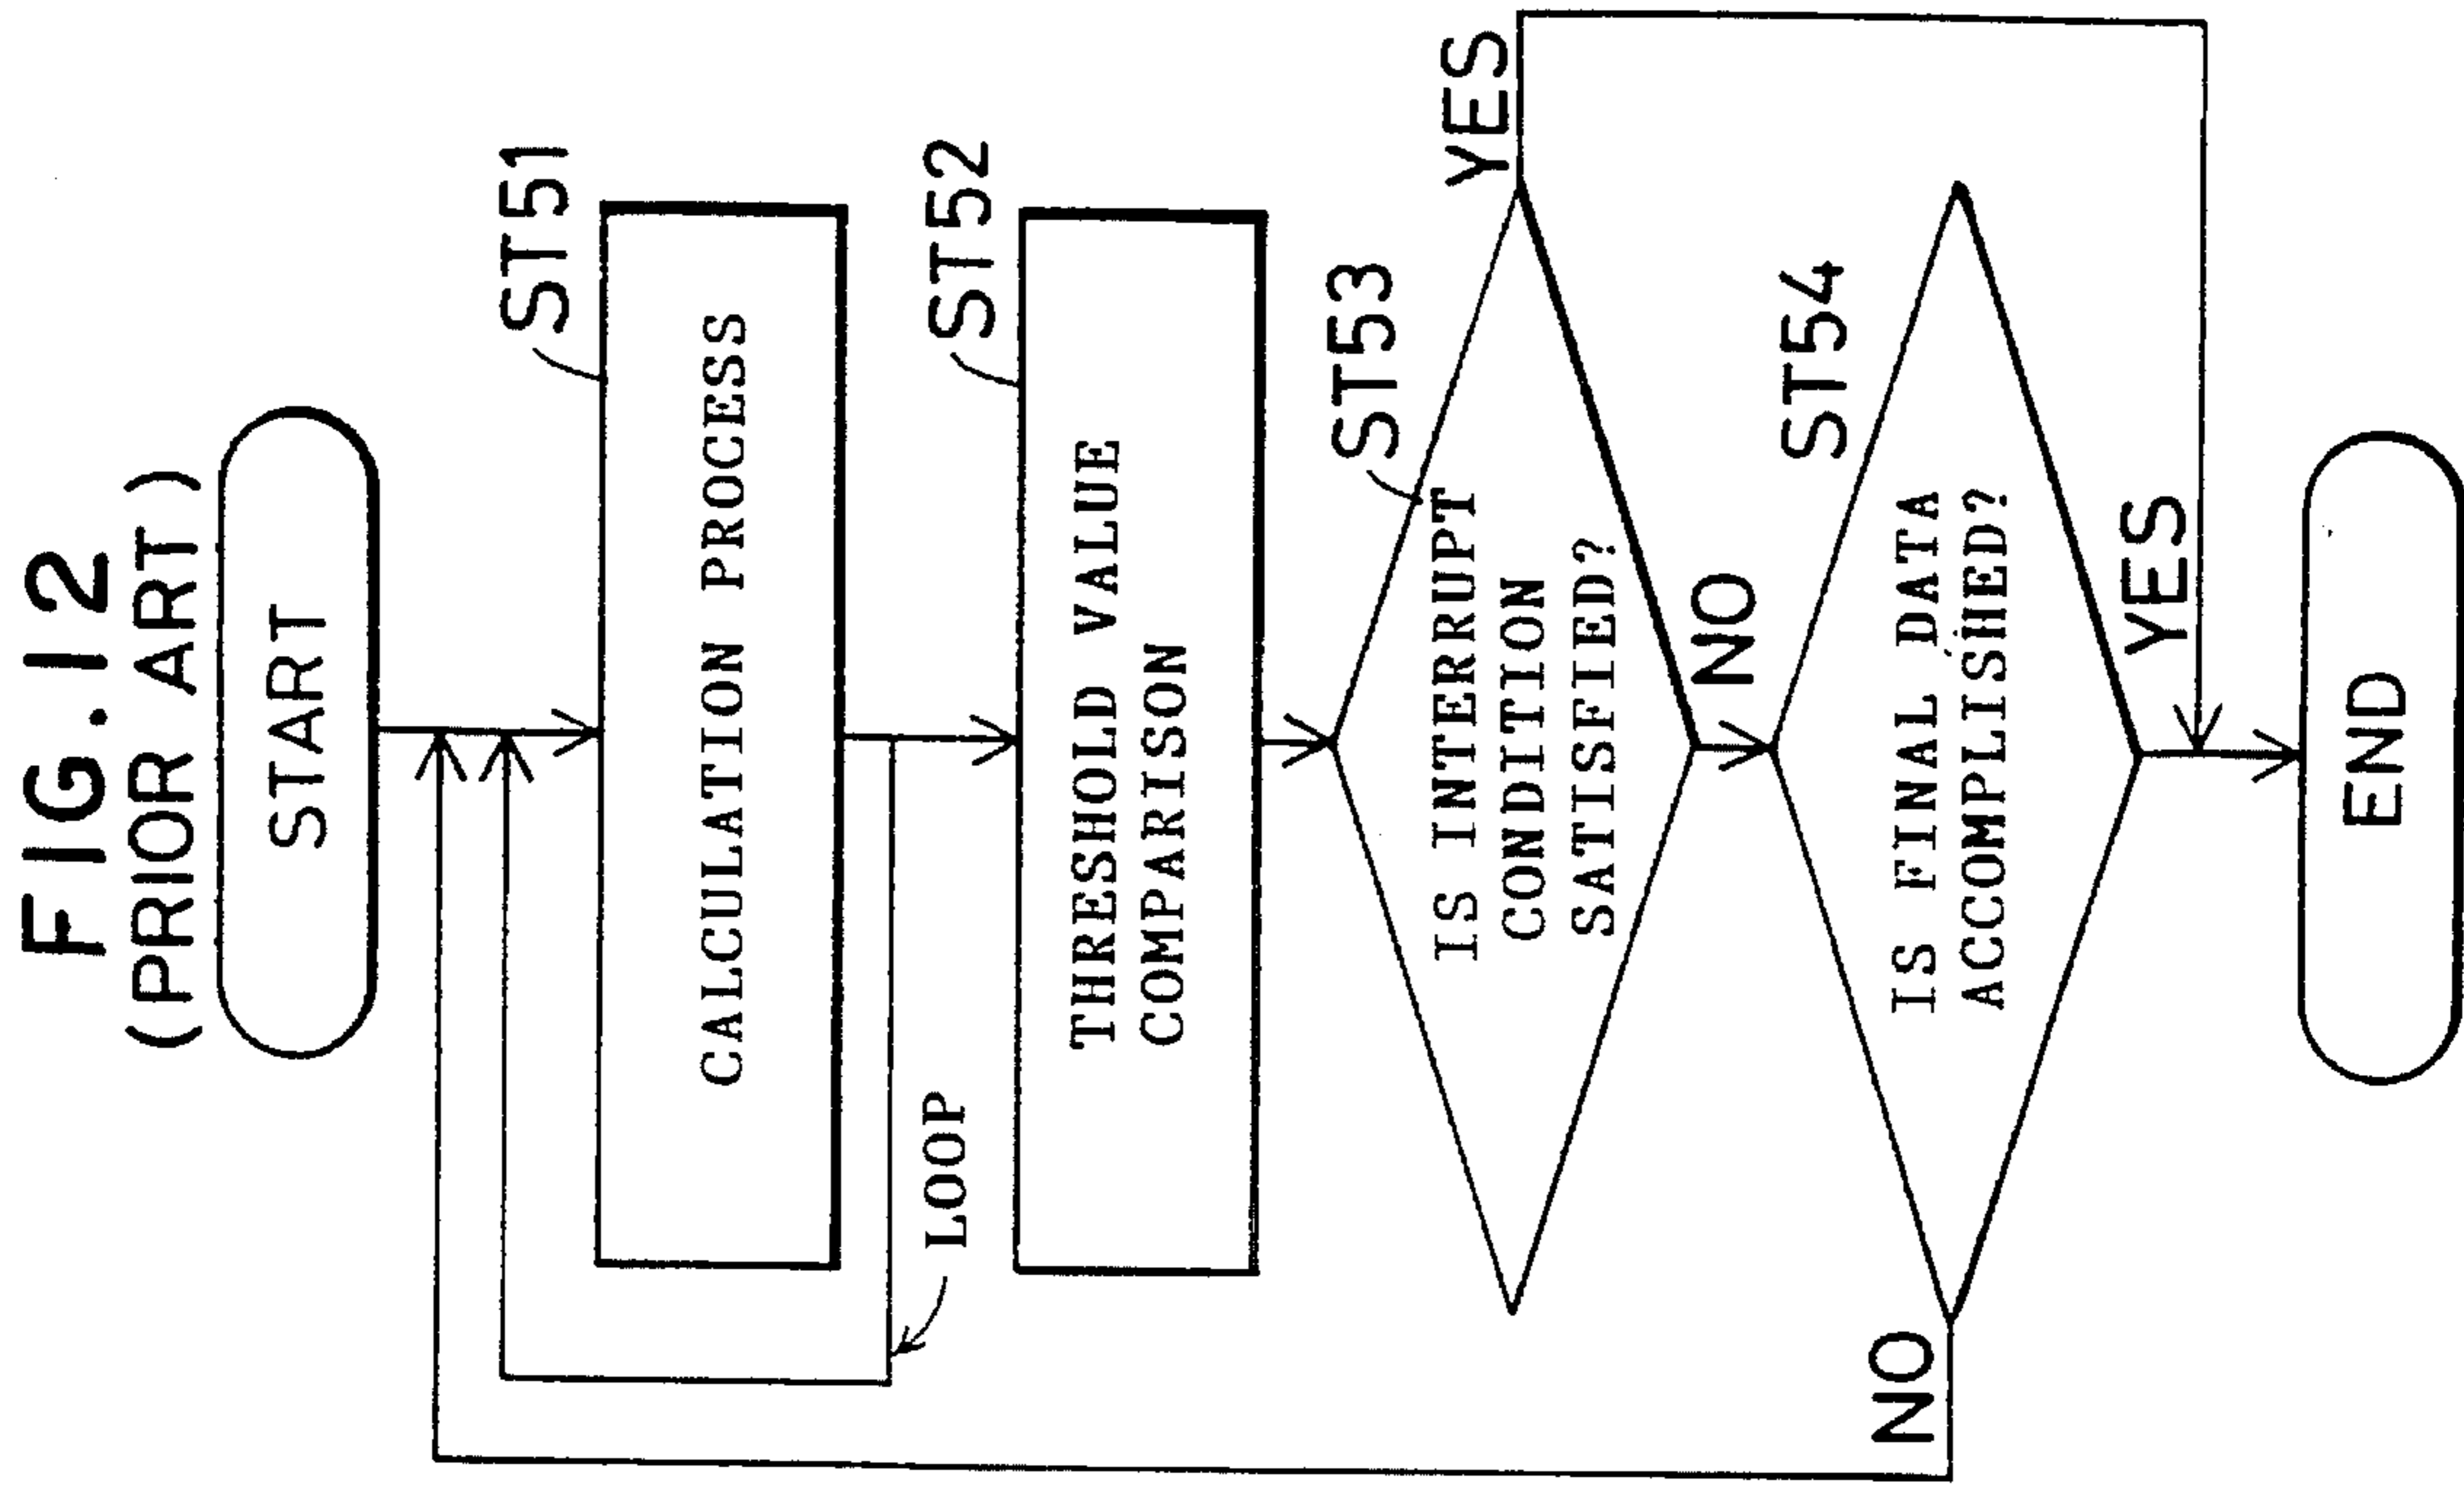 FIG.12
(PRIOR ART)
START
ST51
CALCULATION PROCESS
LOOP
ST52
THRESHOLD VALUE
COMPARISON
ST53
IS INTERRUPT
CONDITION
SATISFIED?
YES
NO
ST54
IS FINAL DATA
ACCOMPLISHED?
NO
YES
END